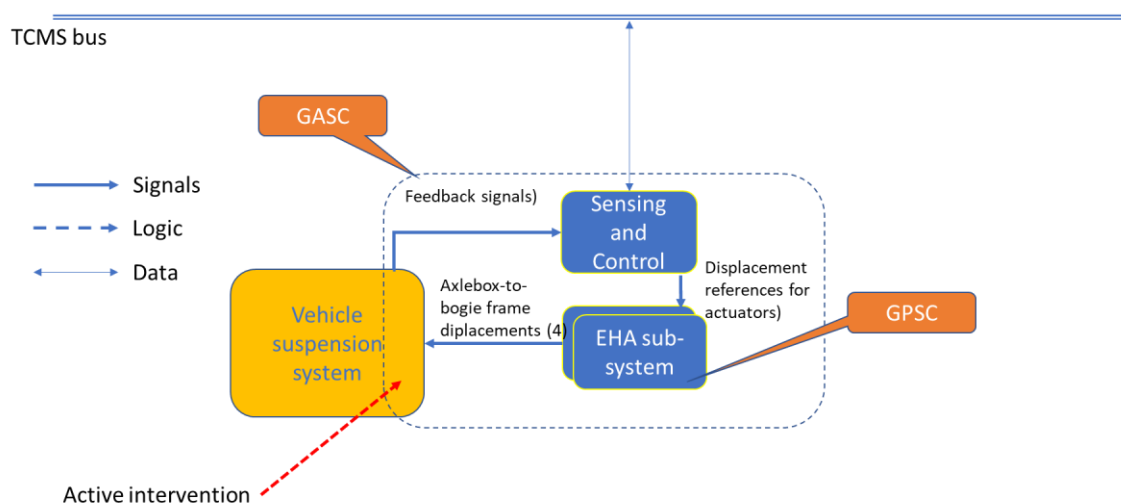 TCMS bus
GASC
Signals
Logic
Data
Feedback signals)
Sensing
and
Control
Vehicle
suspension
system
Axlebox-to-
bogie frame
diplacements (4)
Displacement
references for
actuators)
EHA sub-
system
GPSC
Active intervention